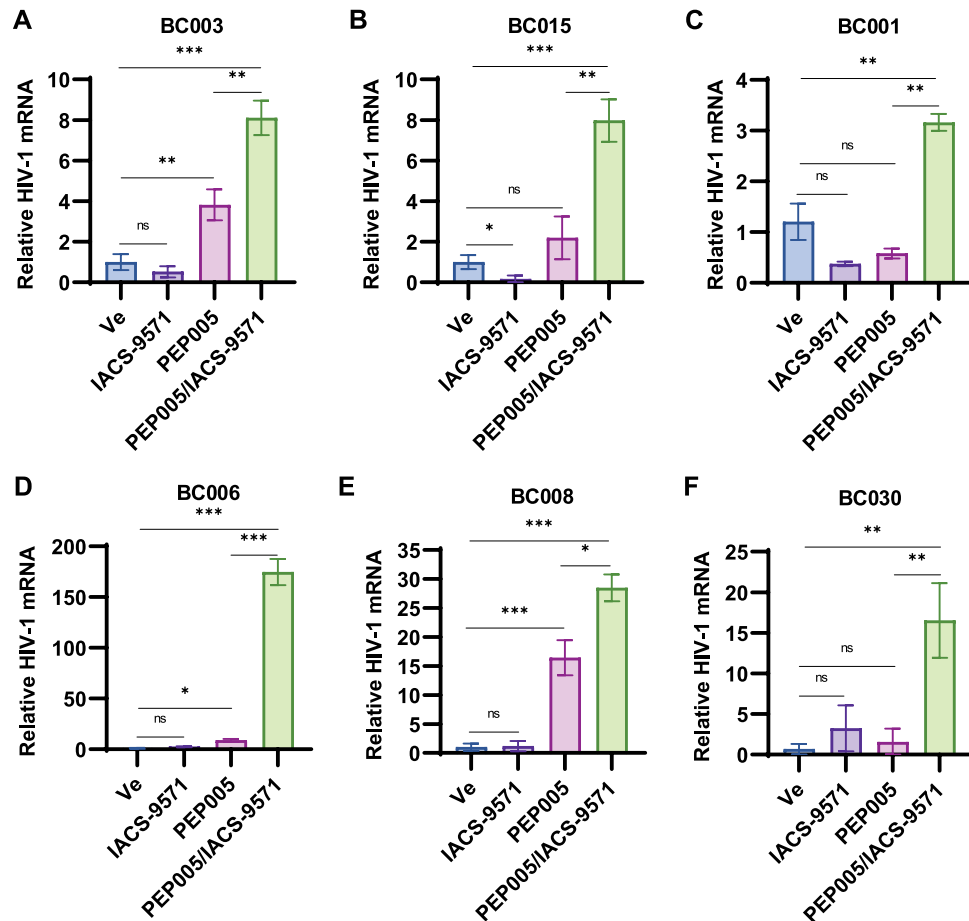 A
BC003
***
**
**
ns
Relative HIV-1 mRNA
10
8
6
4
2
0
Ve
IACS-9571
PEP005
PEP005/IACS-9571
B
BC015
***
**
ns
*
Relative HIV-1 mRNA
10
8
6
4
2
0
Ve
IACS-9571
PEP005
PEP005/IACS-9571
C
BC001
**
**
ns
ns
Relative HIV-1 mRNA
4
3
2
1
0
Ve
IACS-9571
PEP005
PEP005/IACS-9571
D
BC006
***
***
*
ns
Relative HIV-1 mRNA
200
150
100
50
0
Ve
IACS-9571
PEP005
PEP005/IACS-9571
E
BC008
***
*
***
ns
Relative HIV-1 mRNA
35
30
25
20
15
10
5
0
Ve
IACS-9571
PEP005
PEP005/IACS-9571
F
BC030
**
**
ns
ns
Relative HIV-1 mRNA
25
20
15
10
5
0
Ve
IACS-9571
PEP005
PEP005/IACS-9571